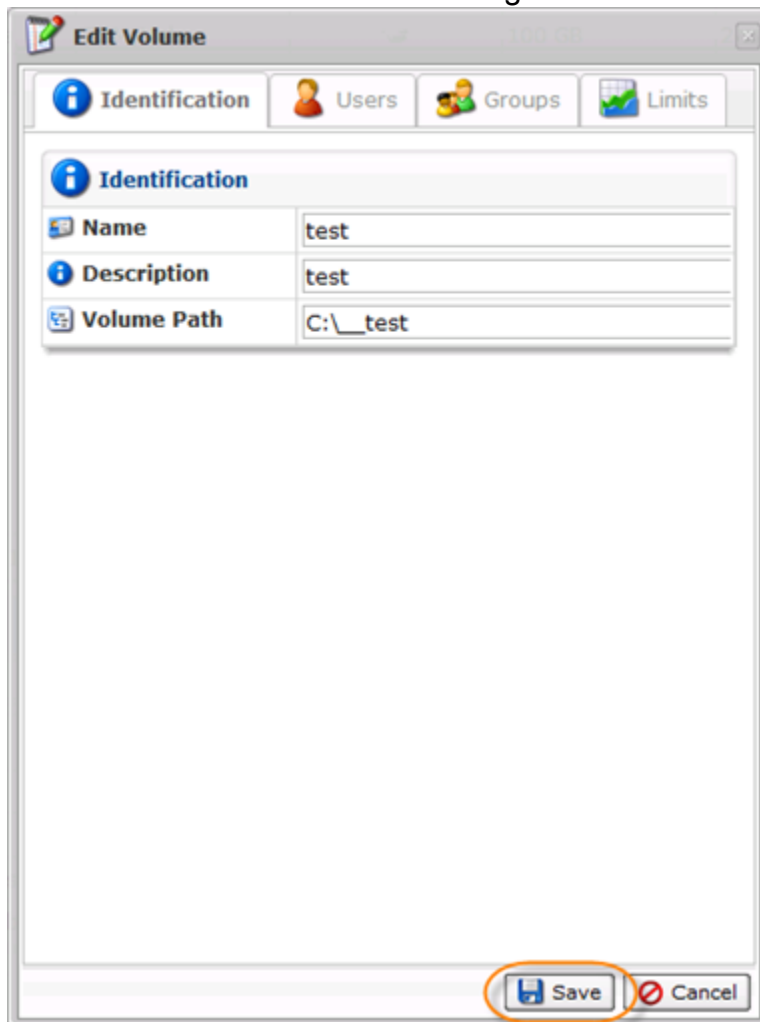 Edit Volume
Identification Users Groups Limits
Identification
Name test
Description test
Volume Path C:\__test
Save Cancel